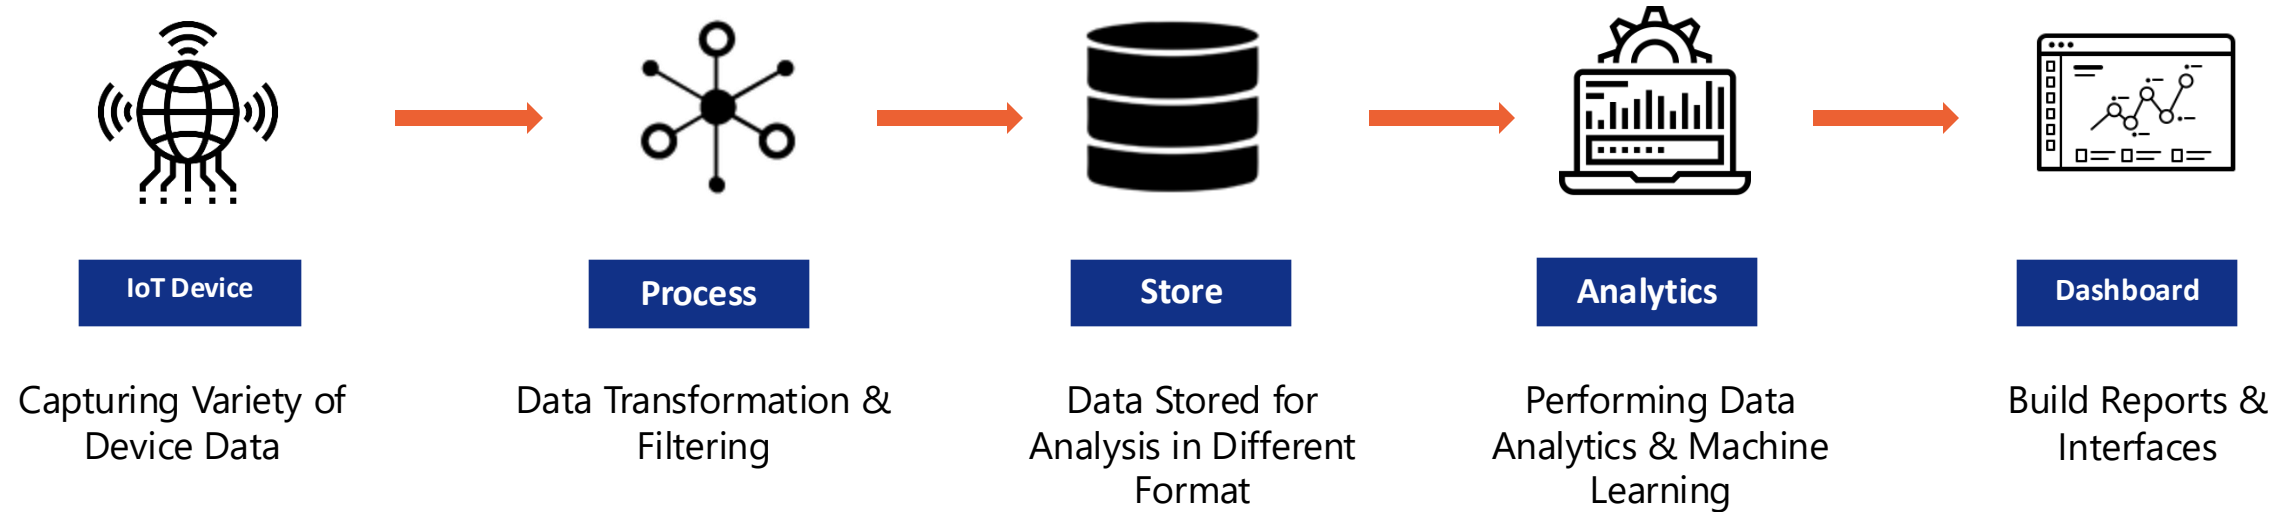 IoT Device
Process
Store
Analytics
Dashboard
Capturing Variety of
Device Data
Data Transformation &
Filtering
Data Stored for
Analysis in Different
Format
Performing Data
Analytics & Machine
Learning
Build Reports &
Interfaces